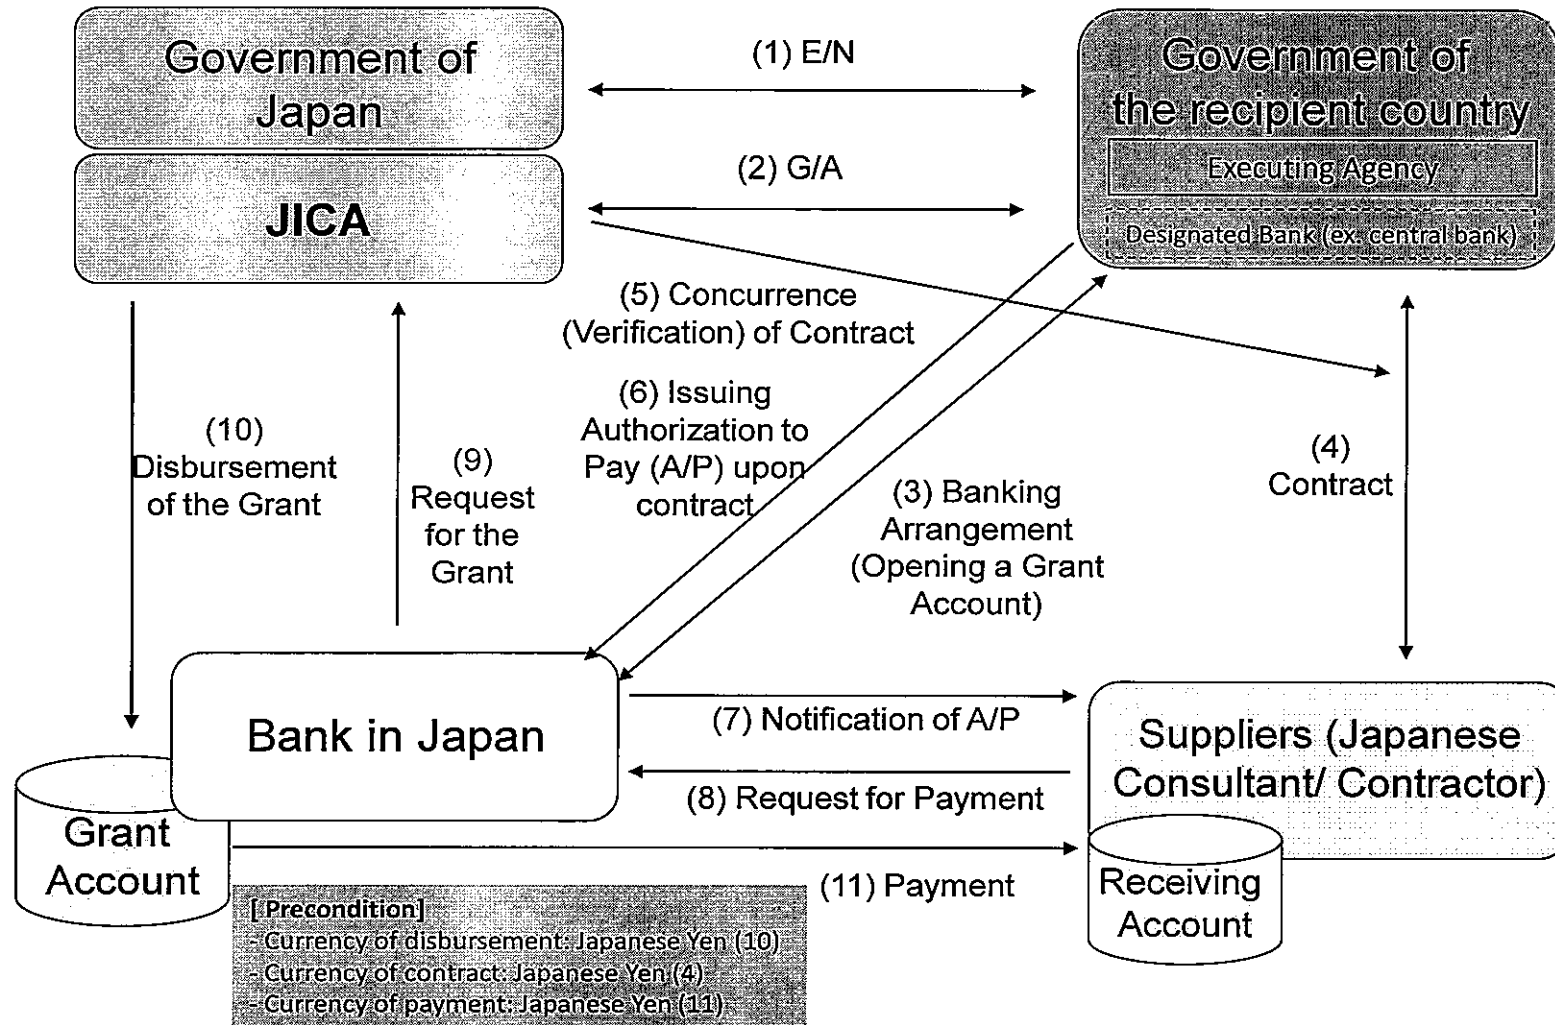 Government of
Japan
JICA
(1) E/N
(2) G/A
Government of
the recipient country
Executing Agency
Designated Bank (ex. central bank)
(5) Concurrence
(Verification) of Contract
(6) Issuing
Authorization to
Pay (A/P) upon
contract
(10)
Disbursement
of the Grant
(9)
Request
for the
Grant
(3) Banking
Arrangement
(Opening a Grant
Account)
(4)
Contract
Bank in Japan
(7) Notification of A/P
(8) Request for Payment
Suppliers (Japanese
Consultant/ Contractor)
Grant
Account
(11) Payment
Receiving
Account
[ Precondition]
- Currency of disbursement: Japanese Yen (10)
- Currency of contract: Japanese Yen (4)
- Currency of payment: Japanese Yen (11)